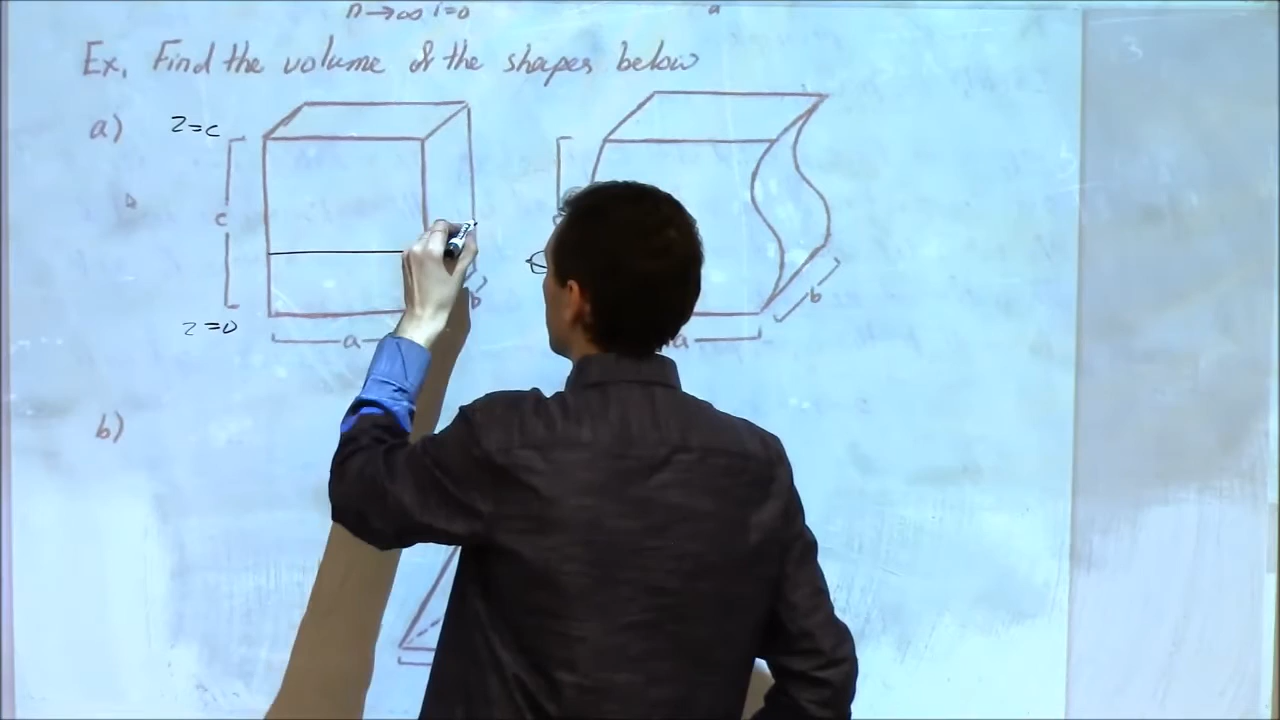 n→∞ i=0 a
Ex. Find the volume of the shapes below
a) z=c
c
b b
z=0
a a
b)